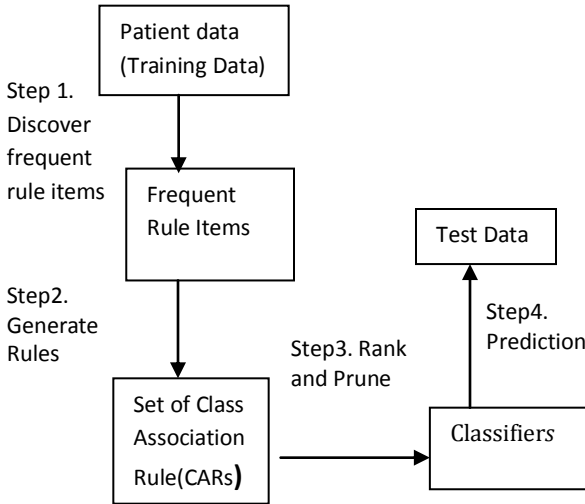 Patient data
(Training Data)
Step 1.
Discover
frequent
rule items
Frequent
Rule Items
Step2.
Generate
Rules
Set of Class
Association
Rule(CARs)
Step3. Rank
and Prune
Classifiers
Step4.
Prediction
Test Data